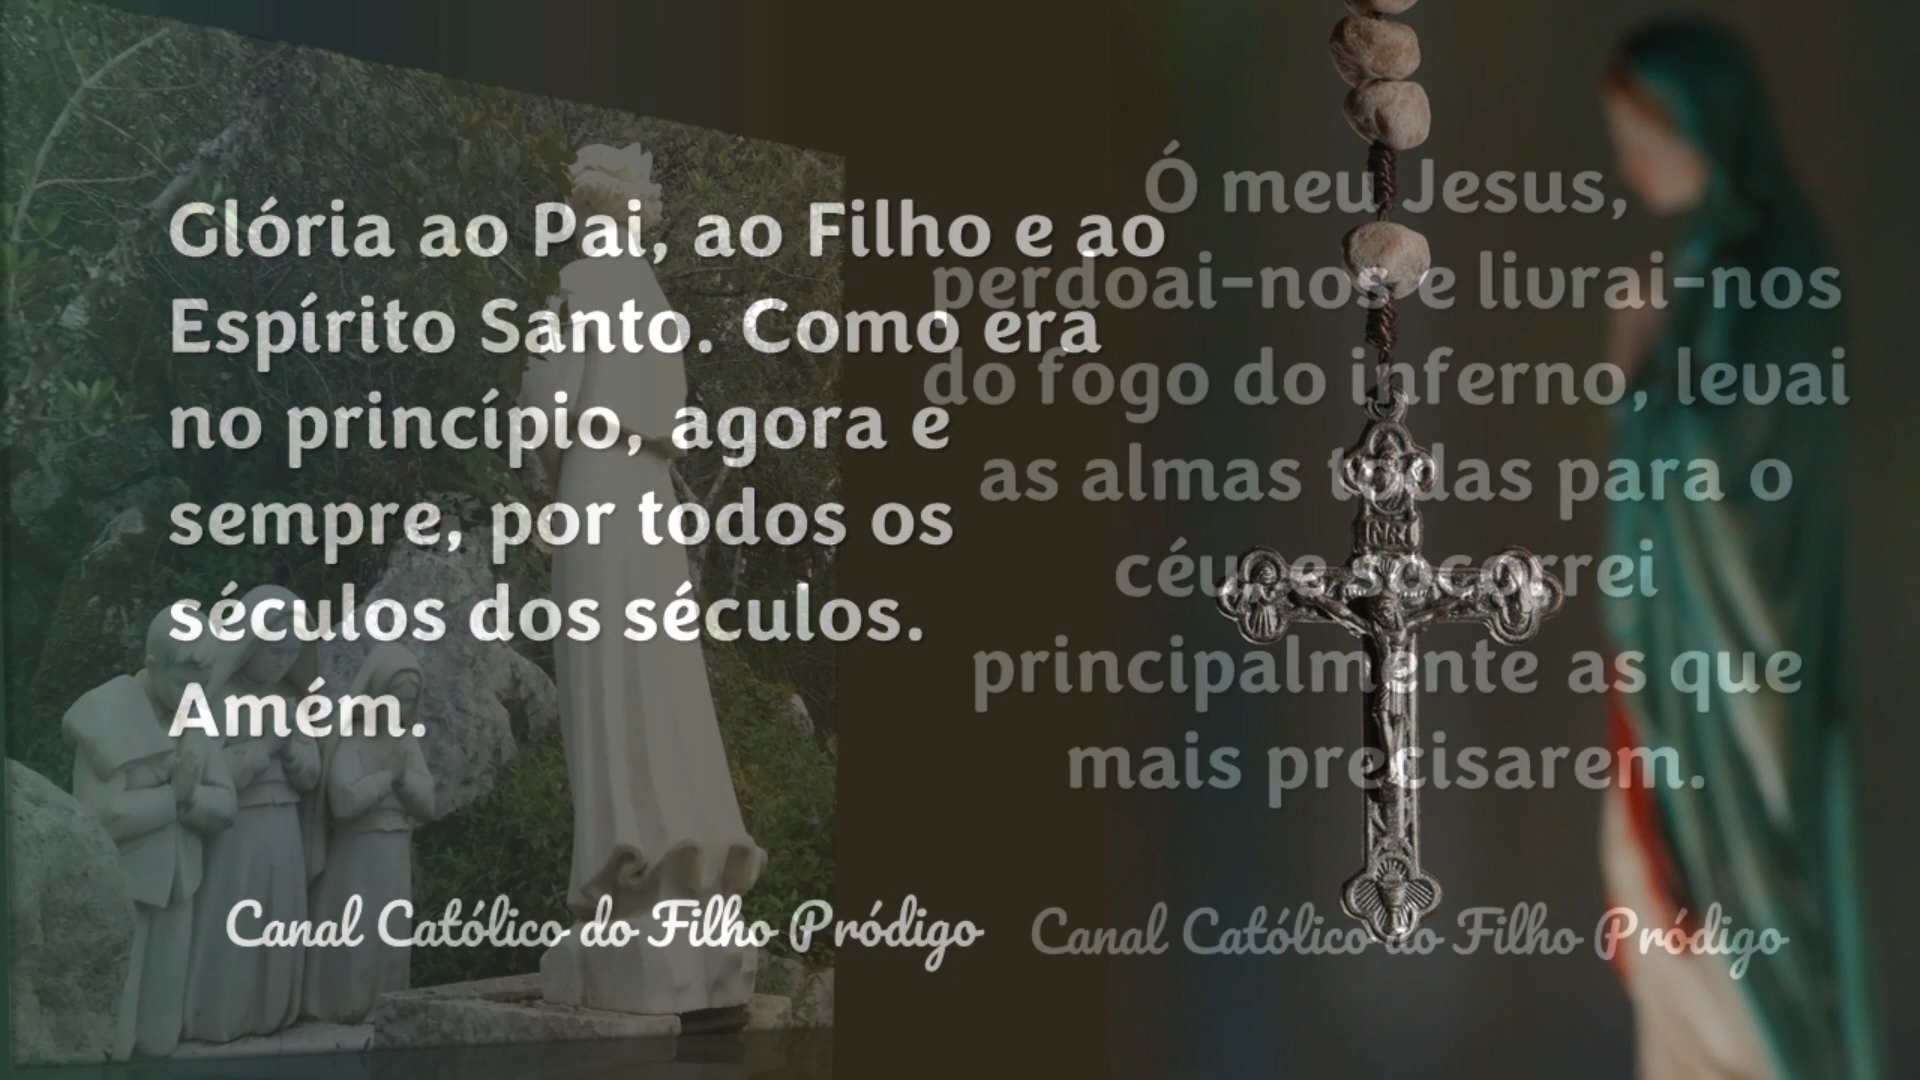 Glória ao Pai, ao Filho e ao
Espírito Santo. Como era
no princípio, agora e
sempre, por todos os
séculos dos séculos.
Amém.
Canal Católico do Filho Pródigo
Ó meu Jesus,
perdoai-nos e livrai-nos
do fogo do inferno, levai
as almas todas para o
céu, e socorrei
principalmente as que
mais precisarem.
Canal Católico do Filho Pródigo
INRI